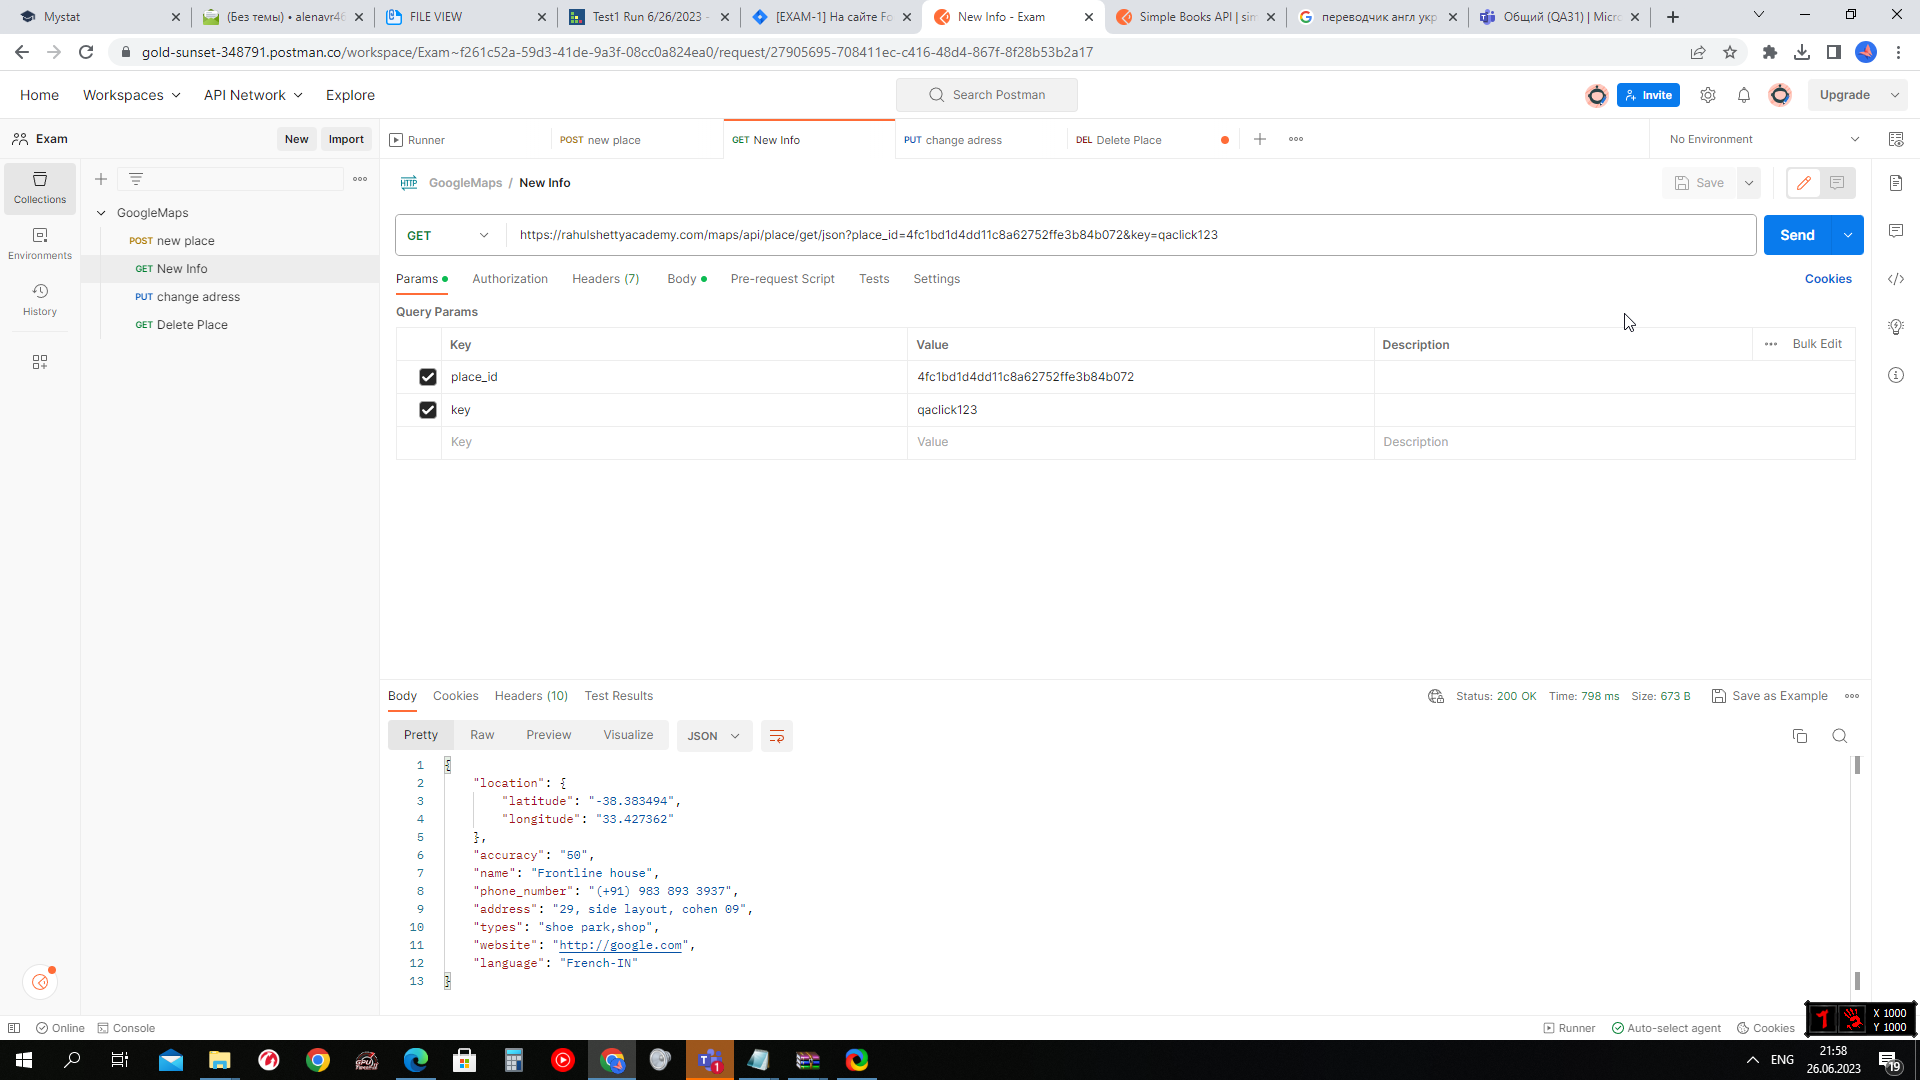 Mystat
(Без темы) • alenavr46
FILE VIEW
Test1 Run 6/26/2023 -
[EXAM-1] На сайте Fo
New Info - Exam
Simple Books API | sim
переводчик англ укр
Общий (QA31) | Micro
gold-sunset-348791.postman.co/workspace/Exam~f261c52a-59d3-41de-9a3f-08cc0a824ea0/request/27905695-708411ec-c416-48d4-867f-8f28b53b2a17
Home
Workspaces
API Network
Explore
Search Postman
Invite
Upgrade
Exam
New
Import
Runner
POST new place
GET New Info
PUT change adress
DEL Delete Place
No Environment
Collections
Environments
History
GoogleMaps
POST new place
GET New Info
PUT change adress
GET Delete Place
HTTP GoogleMaps / New Info
Save
GET
https://rahulshettyacademy.com/maps/api/place/get/json?place_id=4fc1bd1d4dd11c8a62752ffe3b84b072&key=qaclick123
Send
Params
Authorization
Headers (7)
Body
Pre-request Script
Tests
Settings
Cookies
Query Params
Key Value Description
Bulk Edit
place_id 4fc1bd1d4dd11c8a62752ffe3b84b072
key qaclick123
Key Value Description
Body
Cookies
Headers (10)
Test Results
Status: 200 OK Time: 798 ms Size: 673 B
Save as Example
Pretty
Raw
Preview
Visualize
JSON
1 {
2 "location": {
3 "latitude": "-38.383494",
4 "longitude": "33.427362"
5 },
6 "accuracy": "50",
7 "name": "Frontline house",
8 "phone_number": "(+91) 983 893 3937",
9 "address": "29, side layout, cohen 09",
10 "types": "shoe park,shop",
11 "website": "http://google.com",
12 "language": "French-IN"
13 }
Online
Console
Runner
Auto-select agent
Cookies
X 1000
Y 1000
ENG
21:58
26.06.2023
19